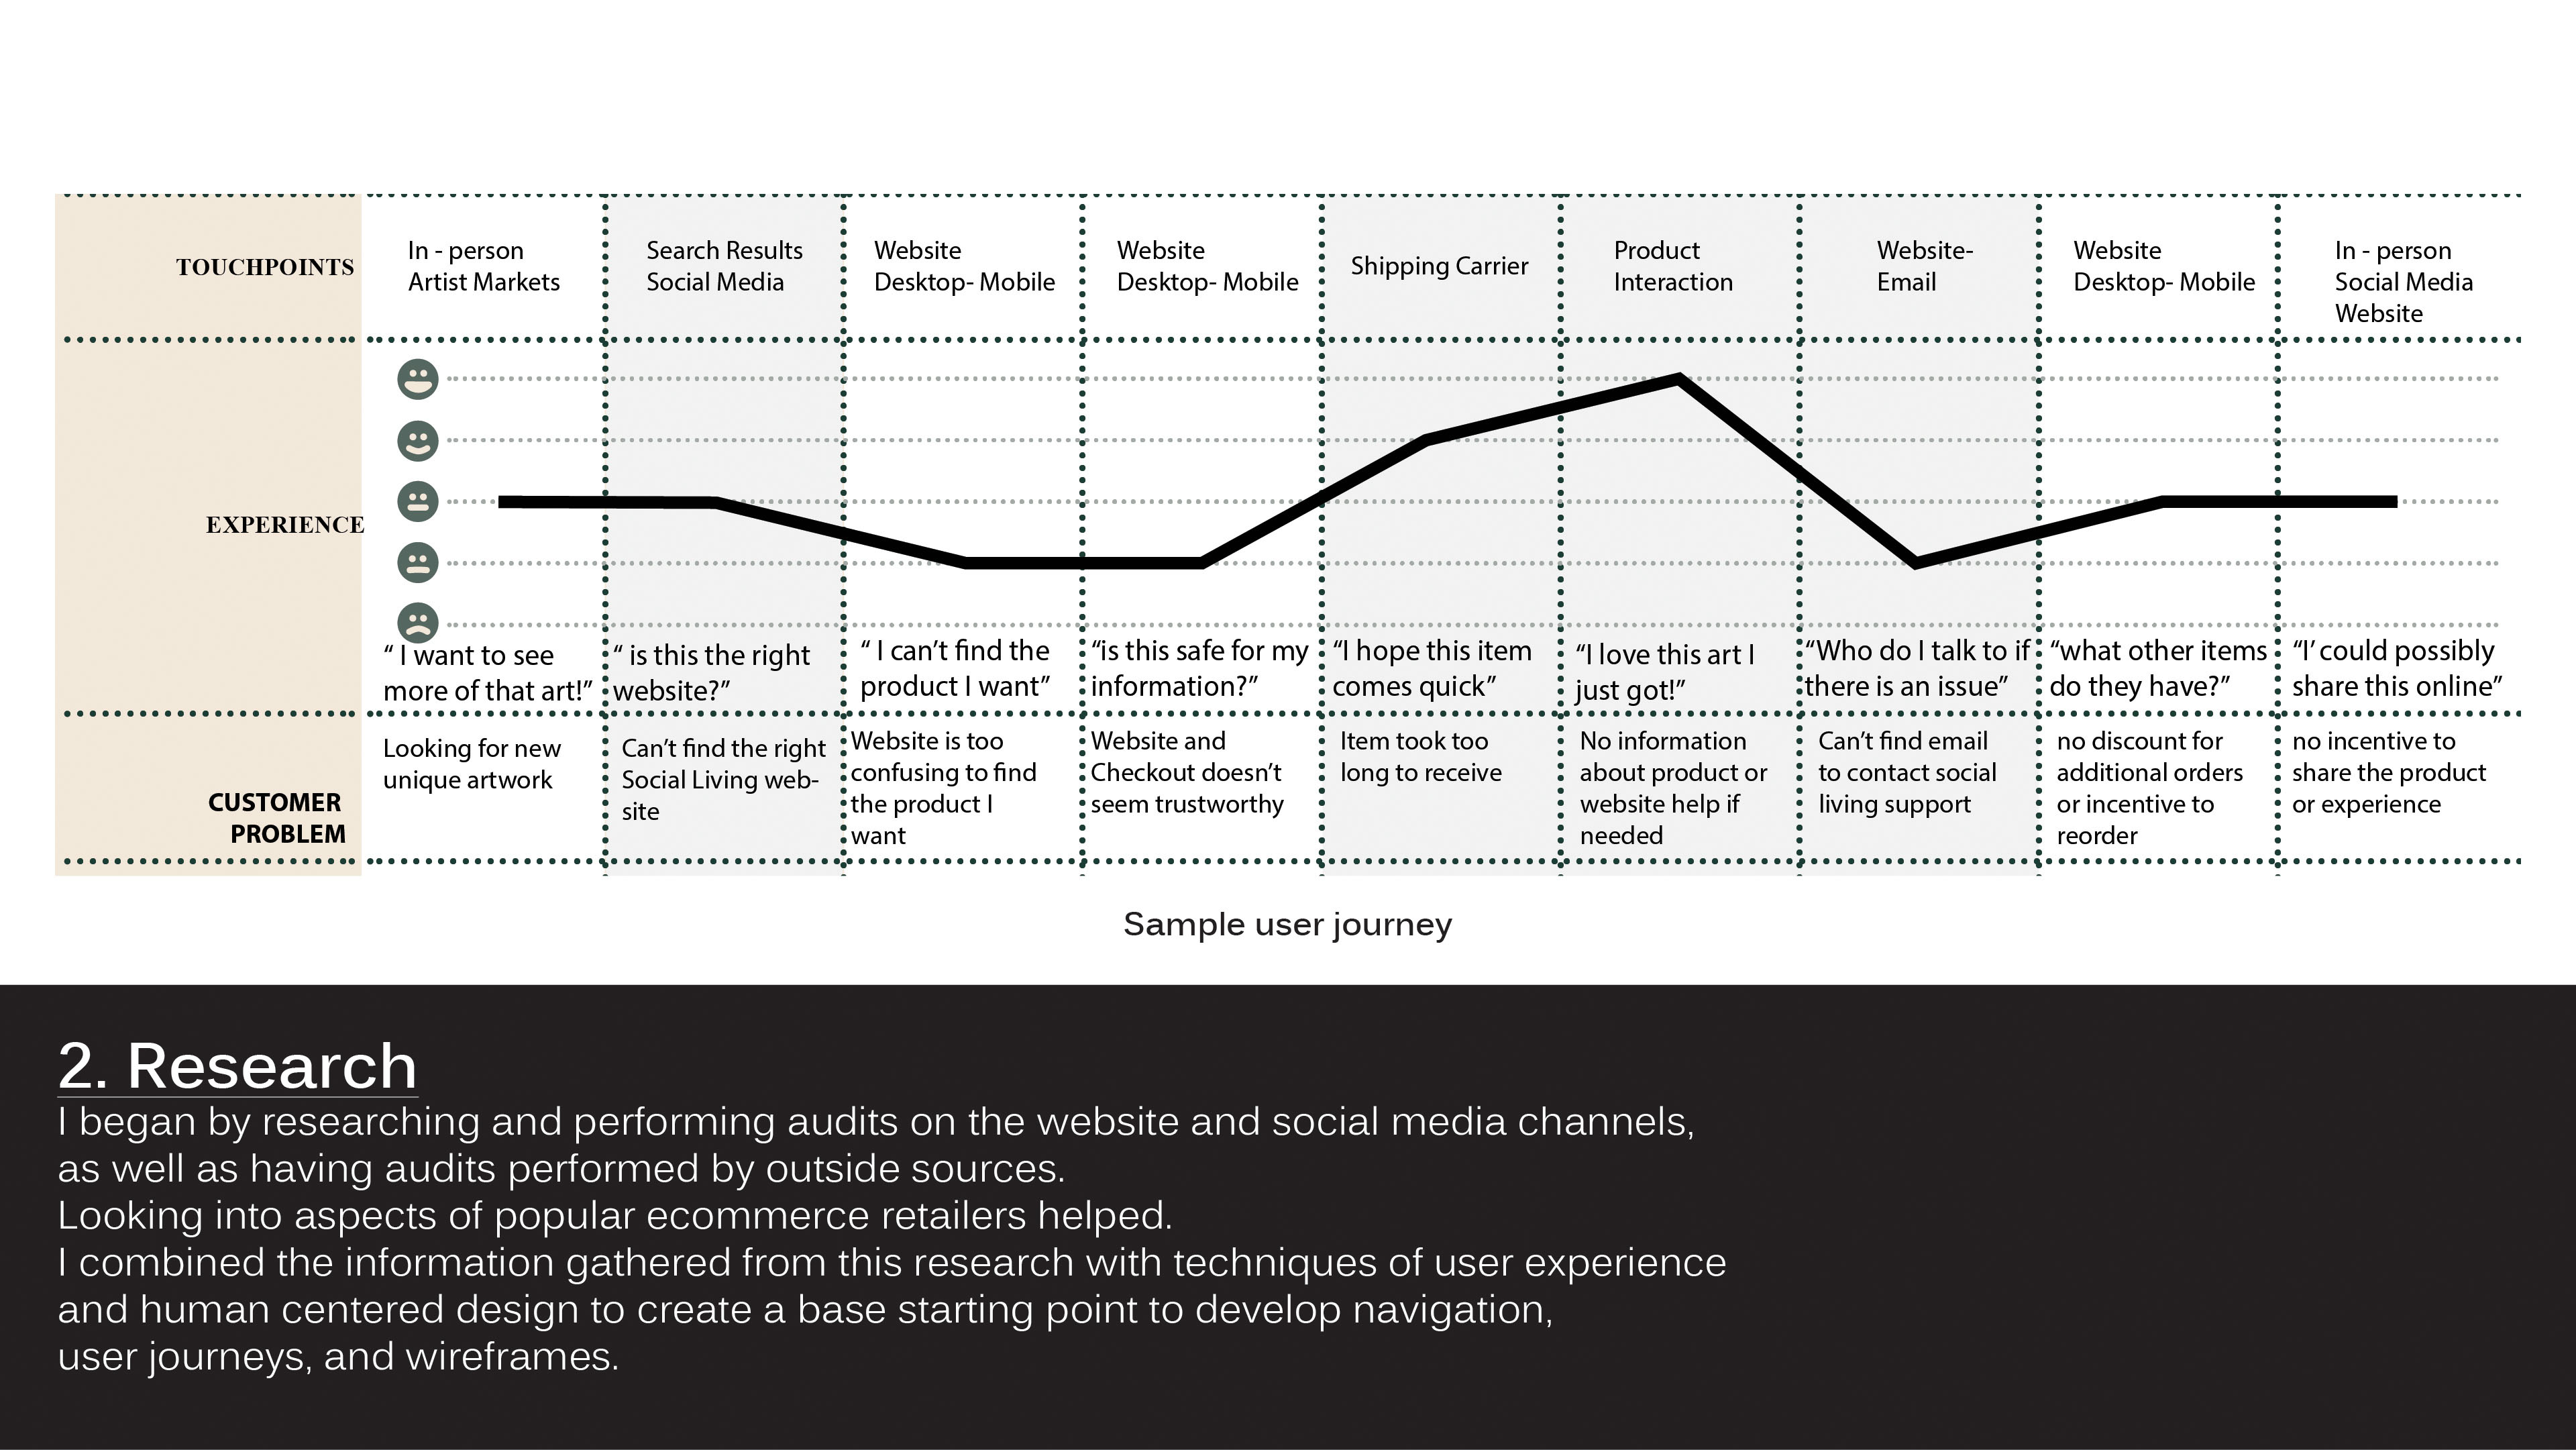 TOUCHPOINTS
In - person
Artist Markets
Search Results
Social Media
Website
Desktop- Mobile
Website
Desktop- Mobile
Shipping Carrier
Product
Interaction
Website-
Email
Website
Desktop- Mobile
In - person
Social Media
Website
EXPERIENCE
“ I want to see
more of that art!”
“ is this the right
website?”
“ I can’t find the
product I want”
“is this safe for my
information?”
“I hope this item
comes quick”
“I love this art I
just got!”
“Who do I talk to if
there is an issue”
“what other items
do they have?”
“I’ could possibly
share this online”
CUSTOMER
PROBLEM
Looking for new
unique artwork
Can’t find the right
Social Living web-
site
Website is too
confusing to find
the product I
want
Website and
Checkout doesn’t
seem trustworthy
Item took too
long to receive
No information
about product or
website help if
needed
Can’t find email
to contact social
living support
no discount for
additional orders
or incentive to
reorder
no incentive to
share the product
or experience
Sample user journey
2. Research
I began by researching and performing audits on the website and social media channels,
as well as having audits performed by outside sources.
Looking into aspects of popular ecommerce retailers helped.
I combined the information gathered from this research with techniques of user experience
and human centered design to create a base starting point to develop navigation,
user journeys, and wireframes.